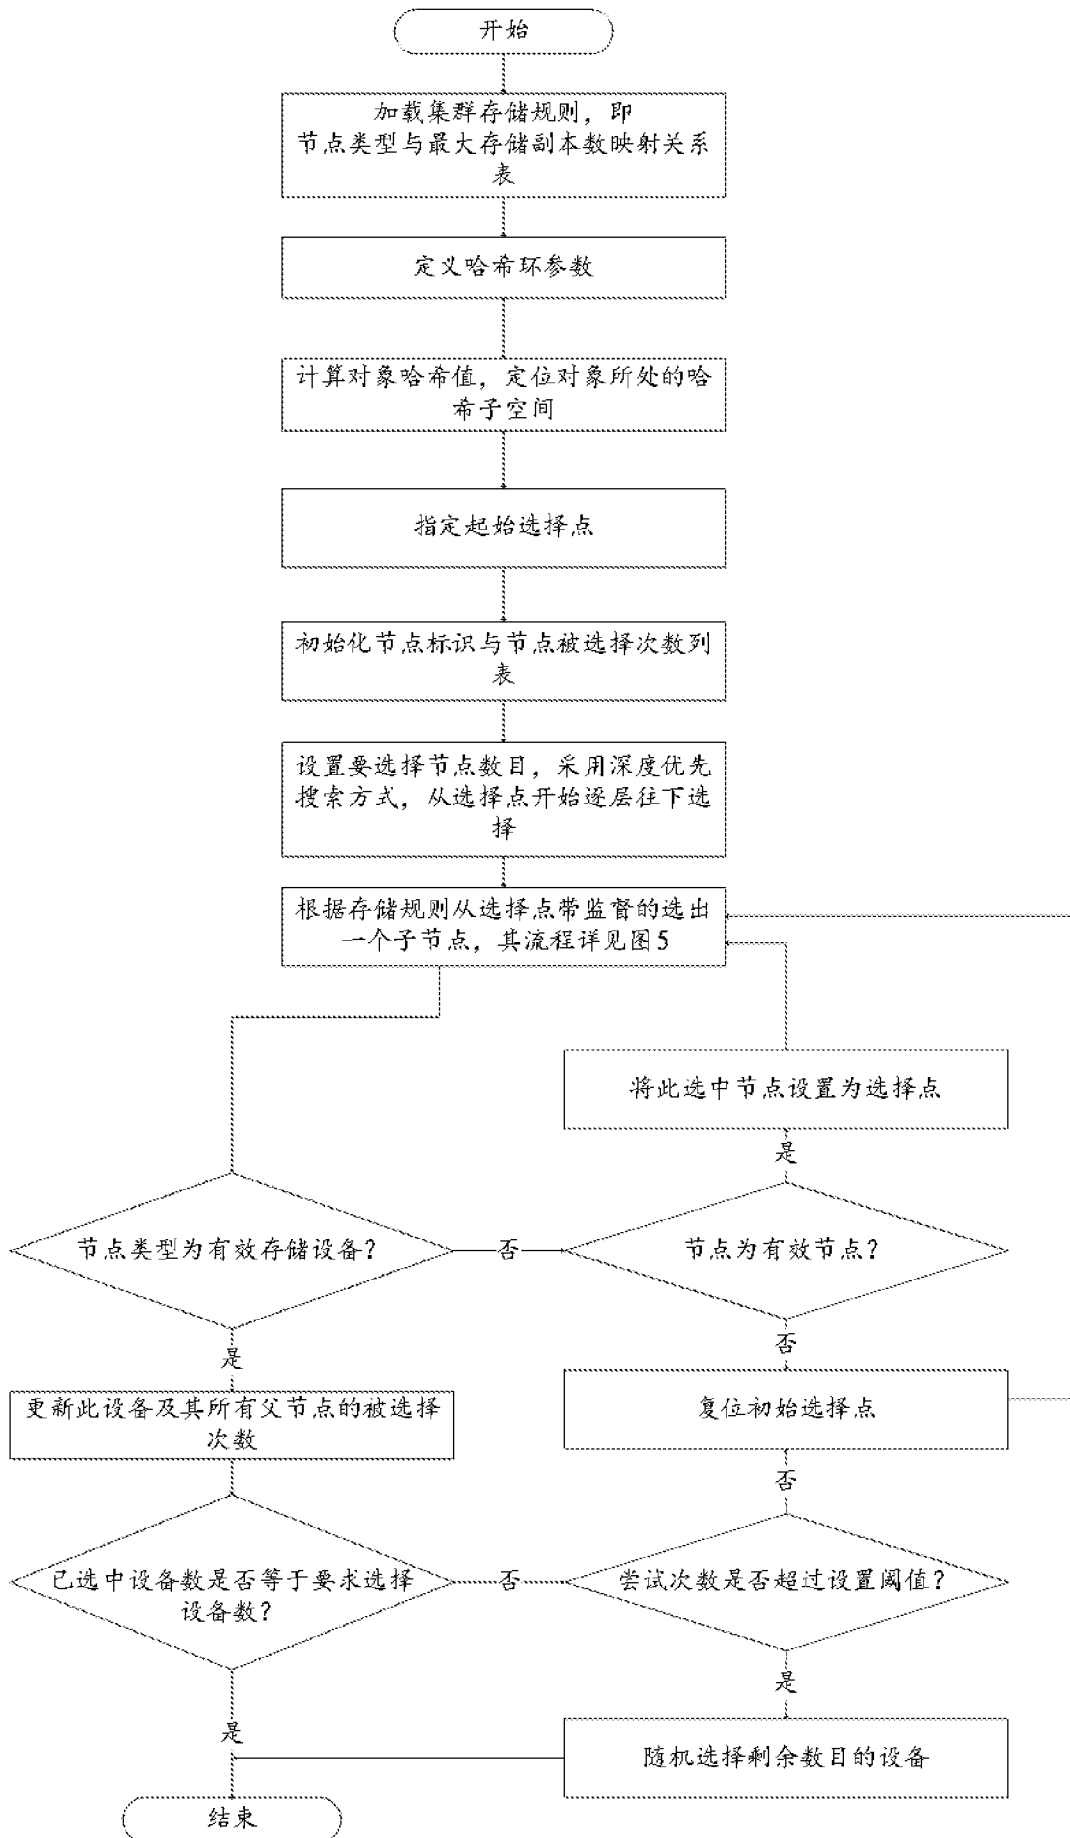 开始
加载集群存储规则，即
节点类型与最大存储副本数映射关系
表
定义哈希环参数
计算对象哈希值，定位对象所处的哈
希子空间
指定起始选择点
初始化节点标识与节点被选择次数列
表
设置要选择节点数目，采用深度优先
搜索方式，从选择点开始逐层往下选
择
根据存储规则从选择点带监督的选出
一个子节点，其流程详见图5
将此选中节点设置为选择点
是
节点类型为有效存储设备？
否
节点为有效节点？
是
否
更新此设备及其所有父节点的被选择
次数
复位初始选择点
否
已选中设备数是否等于要求选择
设备数？
否
尝试次数是否超过设置阈值？
是
是
随机选择剩余数目的设备
结束